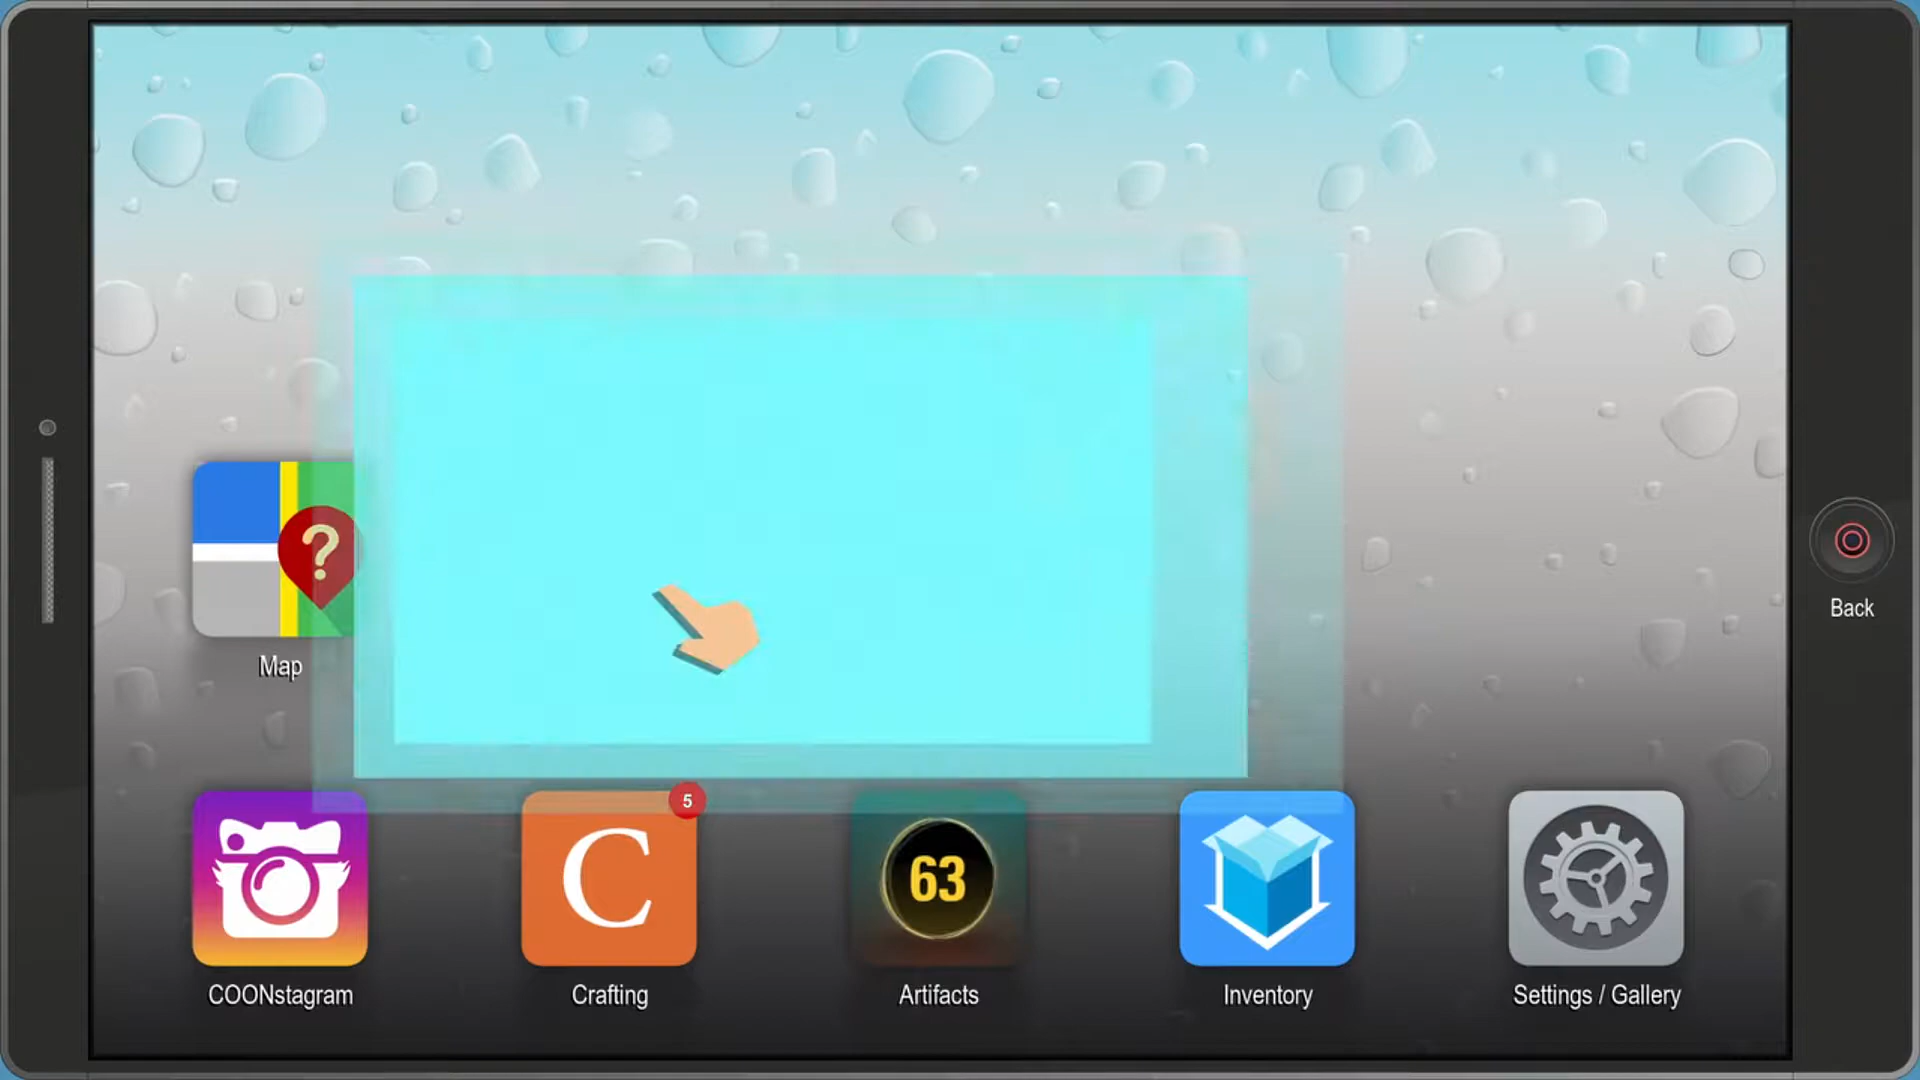 ?
Back
Map
5
C
63
COONstagram
Crafting
Artifacts
Inventory
Settings / Gallery